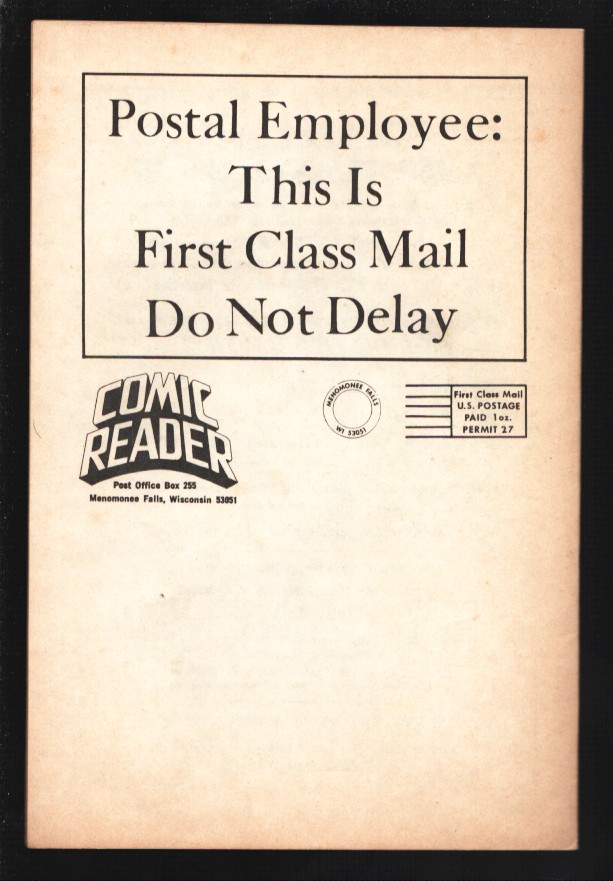 Postal Employee:
This Is
First Class Mail
Do Not Delay
COMIC
READER
Post Office Box 255
Menomonee Falls, Wisconsin 53051
MENOMONEE FALLS
WI 53051
First Class Mail
U.S. POSTAGE
PAID 1oz.
PERMIT 27